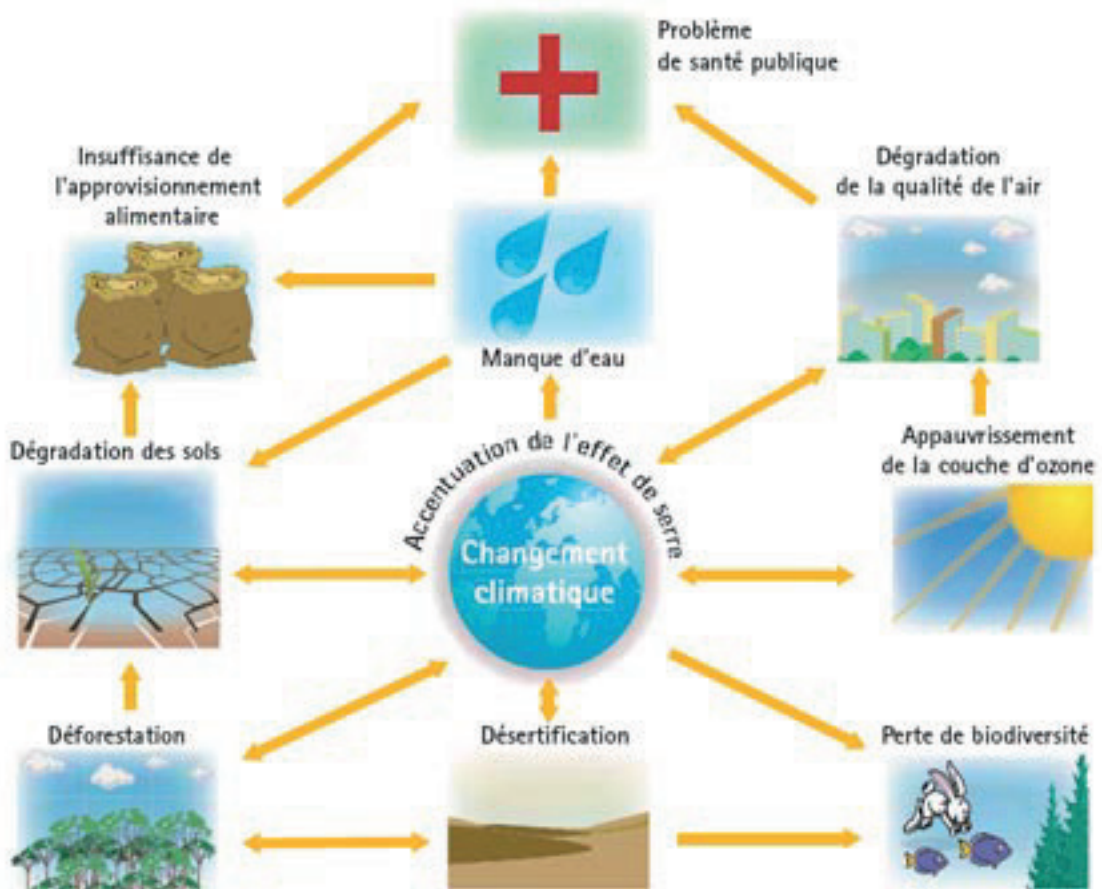 Problème
de santé publique
Insuffisance de
l'approvisionnement
alimentaire
Dégradation
de la qualité de l'air
Manque d'eau
Dégradation des sols
Accentuation de l'effet de serre
Appauvrissement
de la couche d'ozone
Changement
climatique
Déforestation
Désertification
Perte de biodiversité